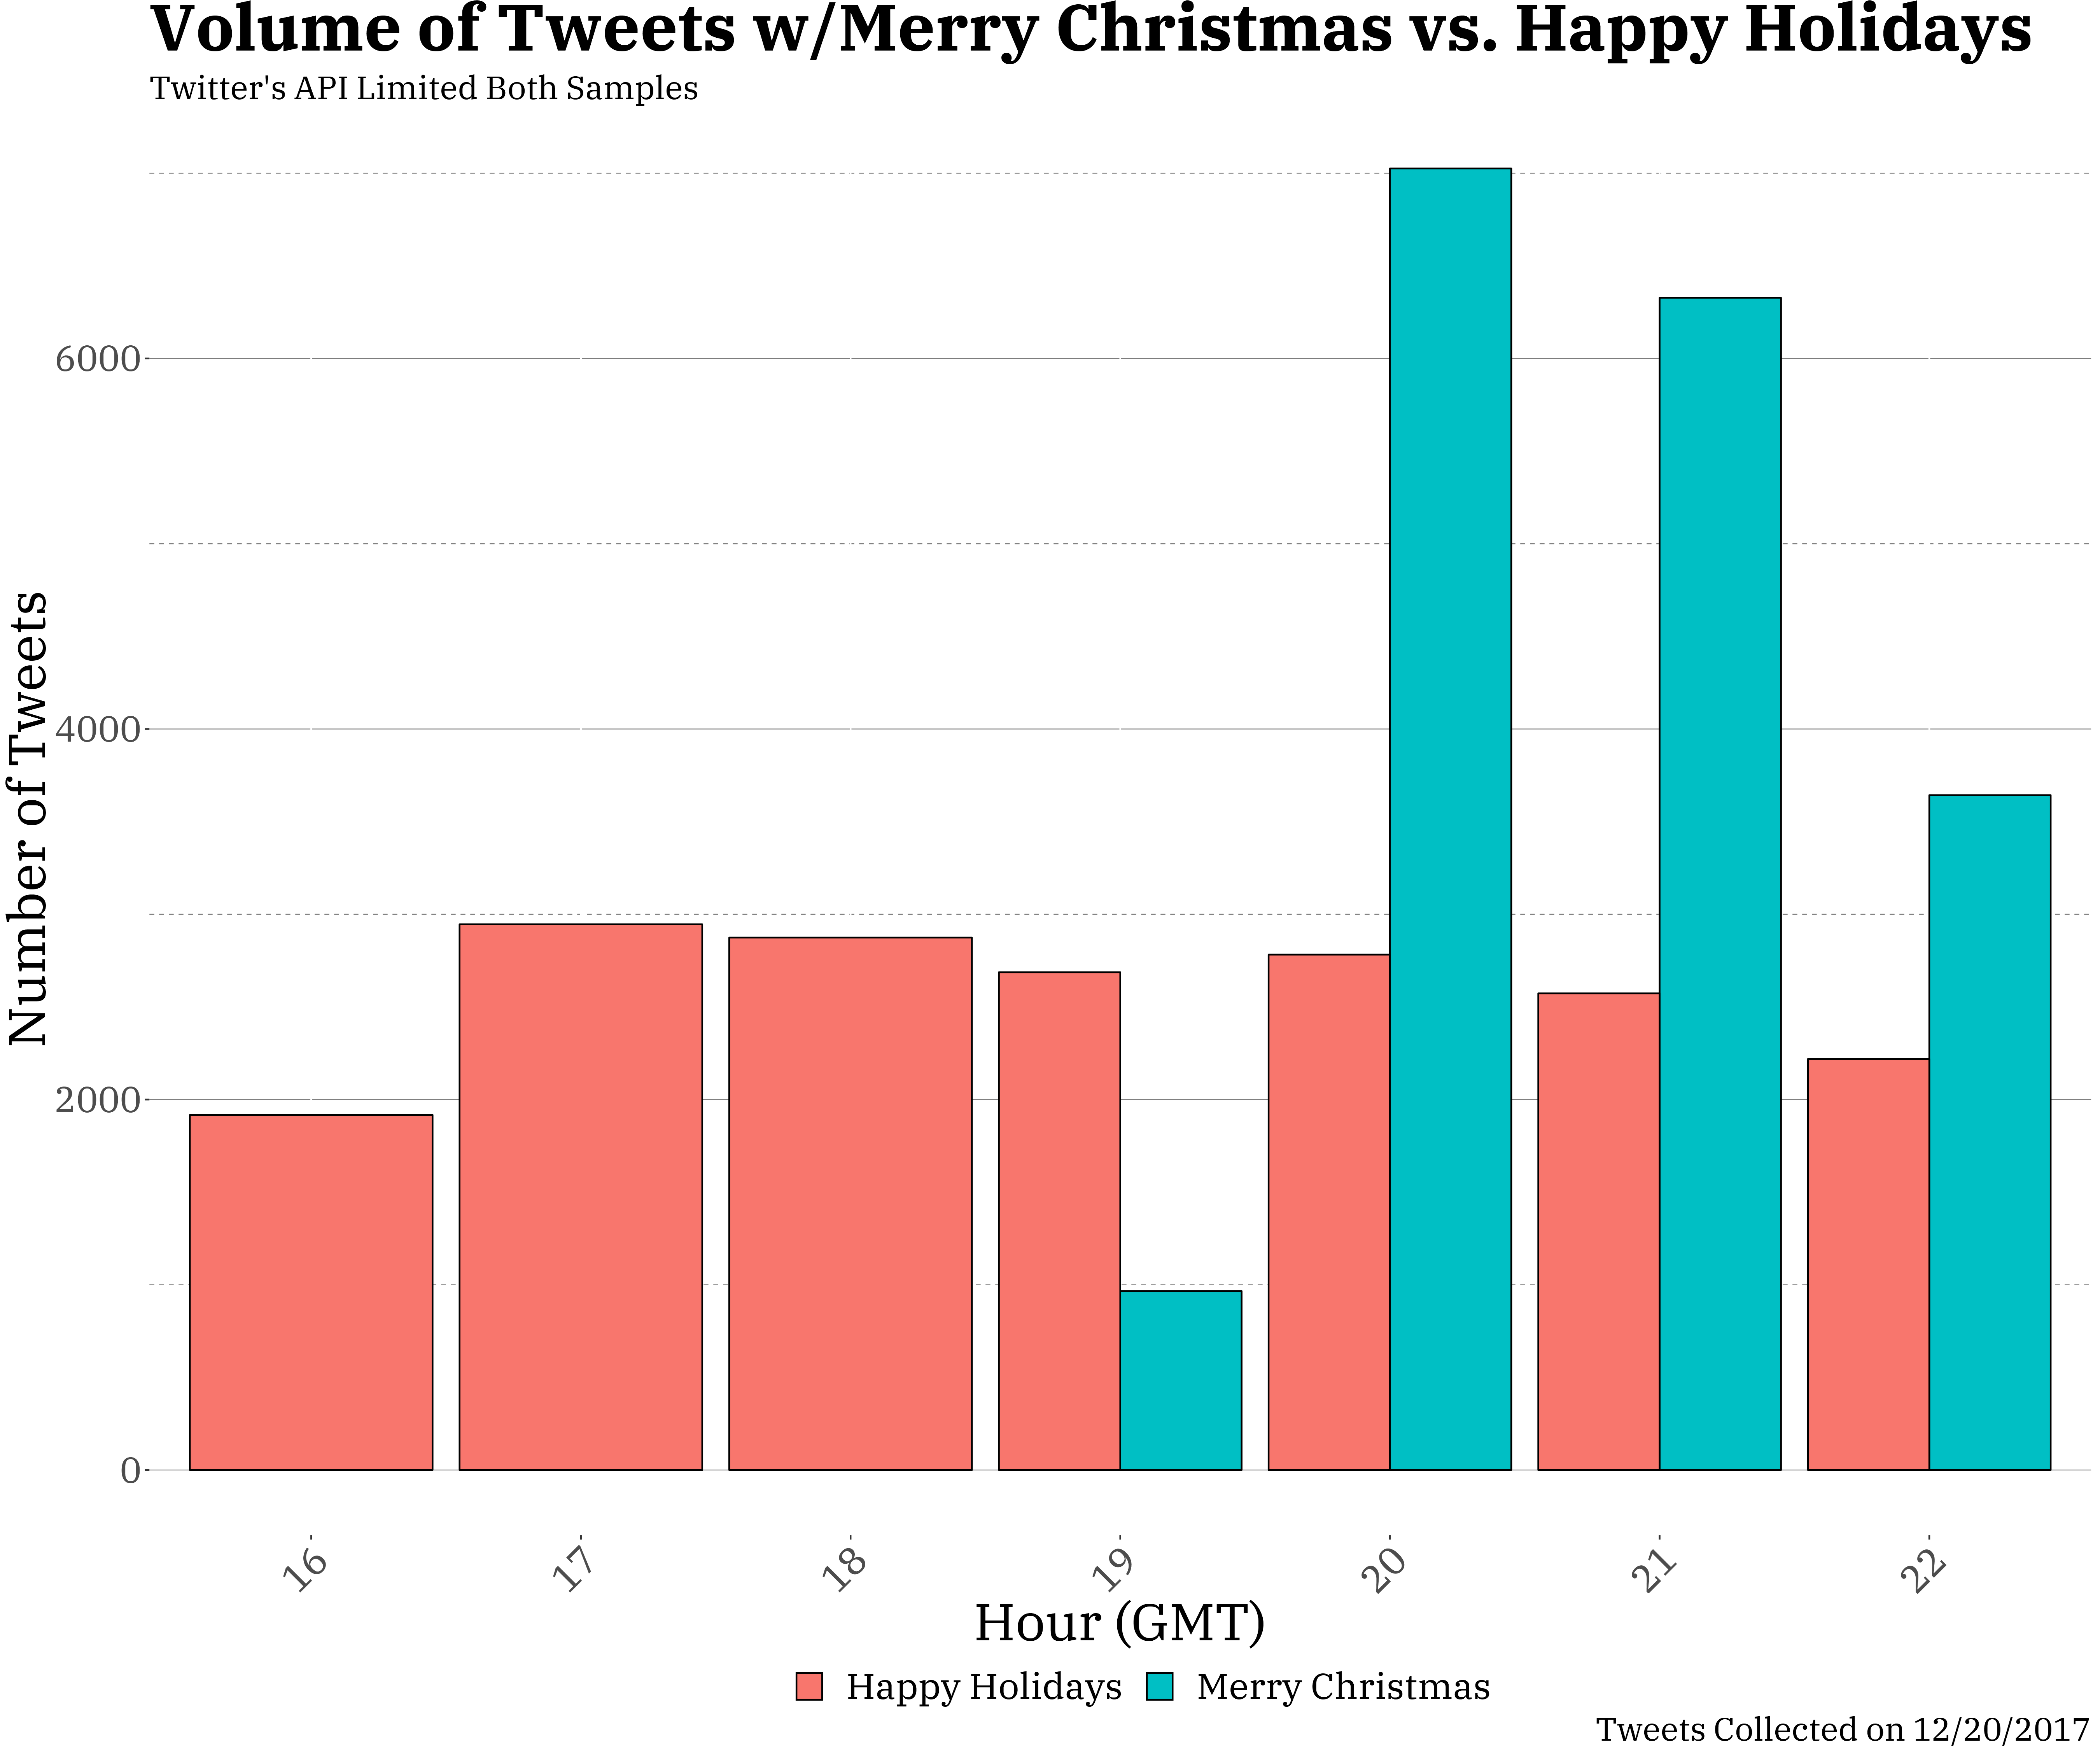 Volume of Tweets w/Merry Christmas vs. Happy Holidays
Twitter's API Limited Both Samples
Number of Tweets
6000
4000
2000
0
16 17 18 19 20 21 22
Hour (GMT)
Happy Holidays Merry Christmas
Tweets Collected on 12/20/2017